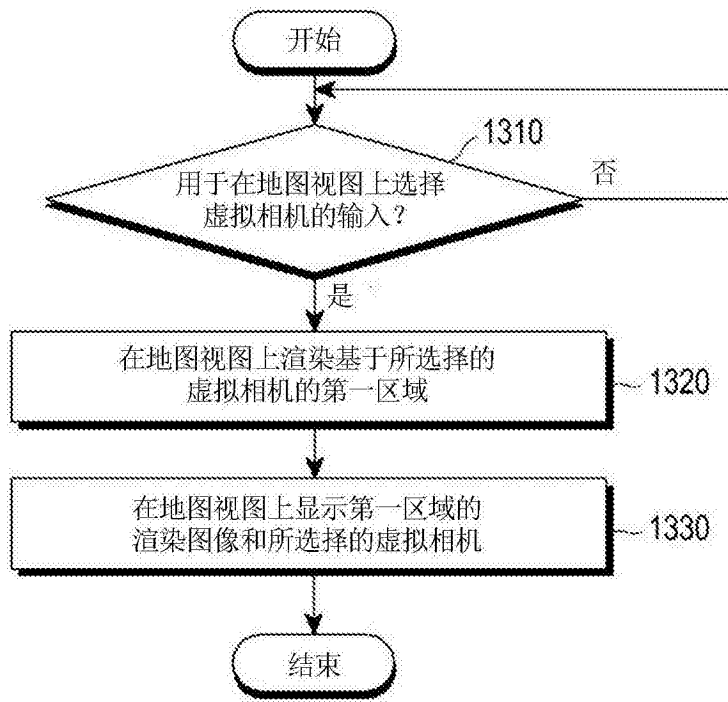 开始
1310
用于在地图视图上选择
虚拟相机的输入？
否
是
在地图视图上渲染基于所选择的
虚拟相机的第一区域
1320
在地图视图上显示第一区域的
渲染图像和所选择的虚拟相机
1330
结束